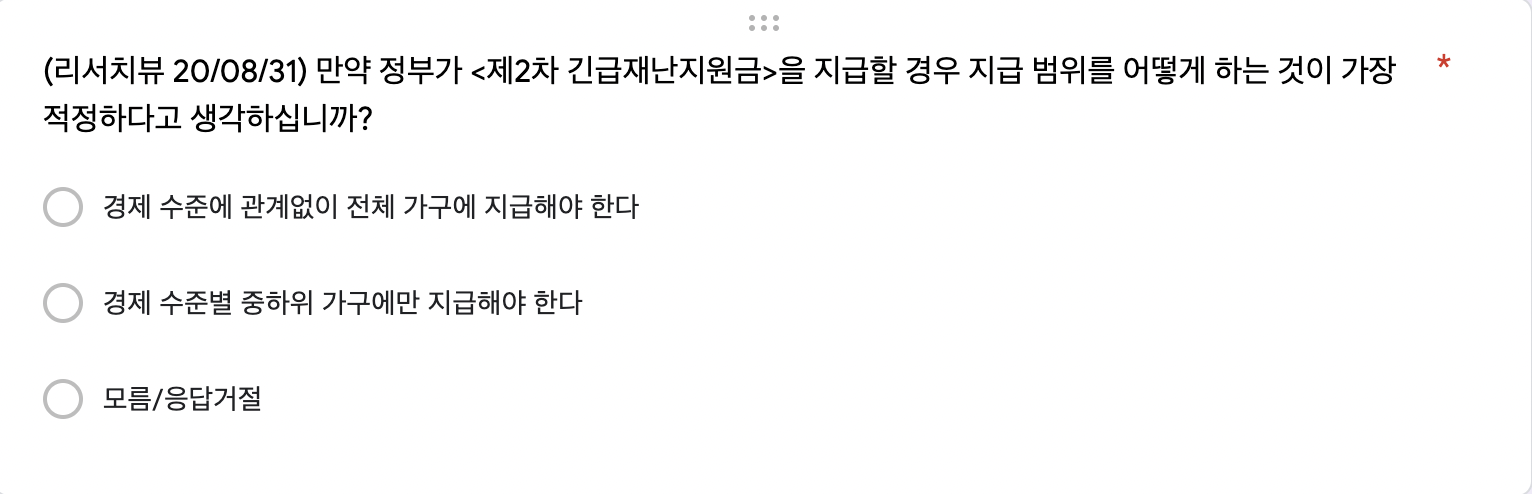 (리서치뷰 20/08/31) 만약 정부가 <제2차 긴급재난지원금>을 지급할 경우 지급 범위를 어떻게 하는 것이 가장 *
적정하다고 생각하십니까?
경제 수준에 관계없이 전체 가구에 지급해야 한다
경제 수준별 중하위 가구에만 지급해야 한다
모름/응답거절